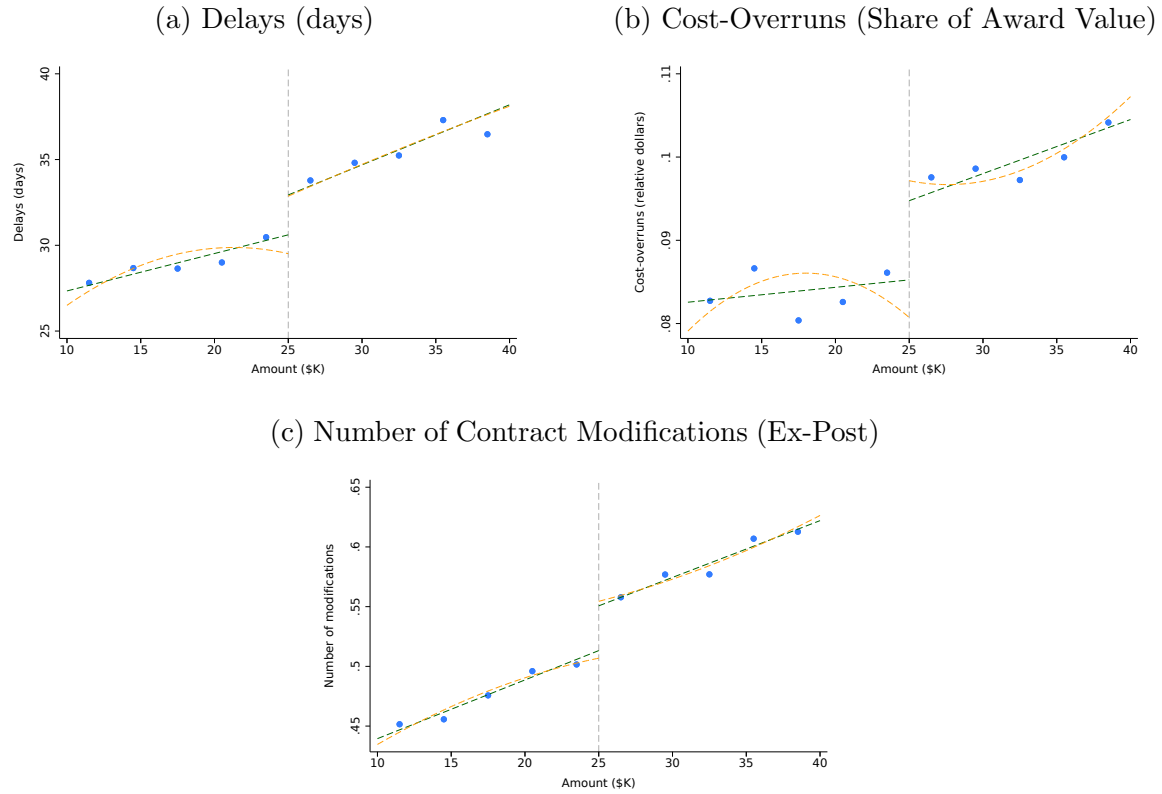 (a) Delays (days)
(b) Cost-Overruns (Share of Award Value)
Delays (days)
40
35
30
25
10 15 20 25 30 35 40
Amount ($K)
Cost-overruns (relative dollars)
.11
.1
.09
.08
10 15 20 25 30 35 40
Amount ($K)
(c) Number of Contract Modifications (Ex-Post)
Number of modifications
.65
.6
.55
.5
.45
10 15 20 25 30 35 40
Amount ($K)